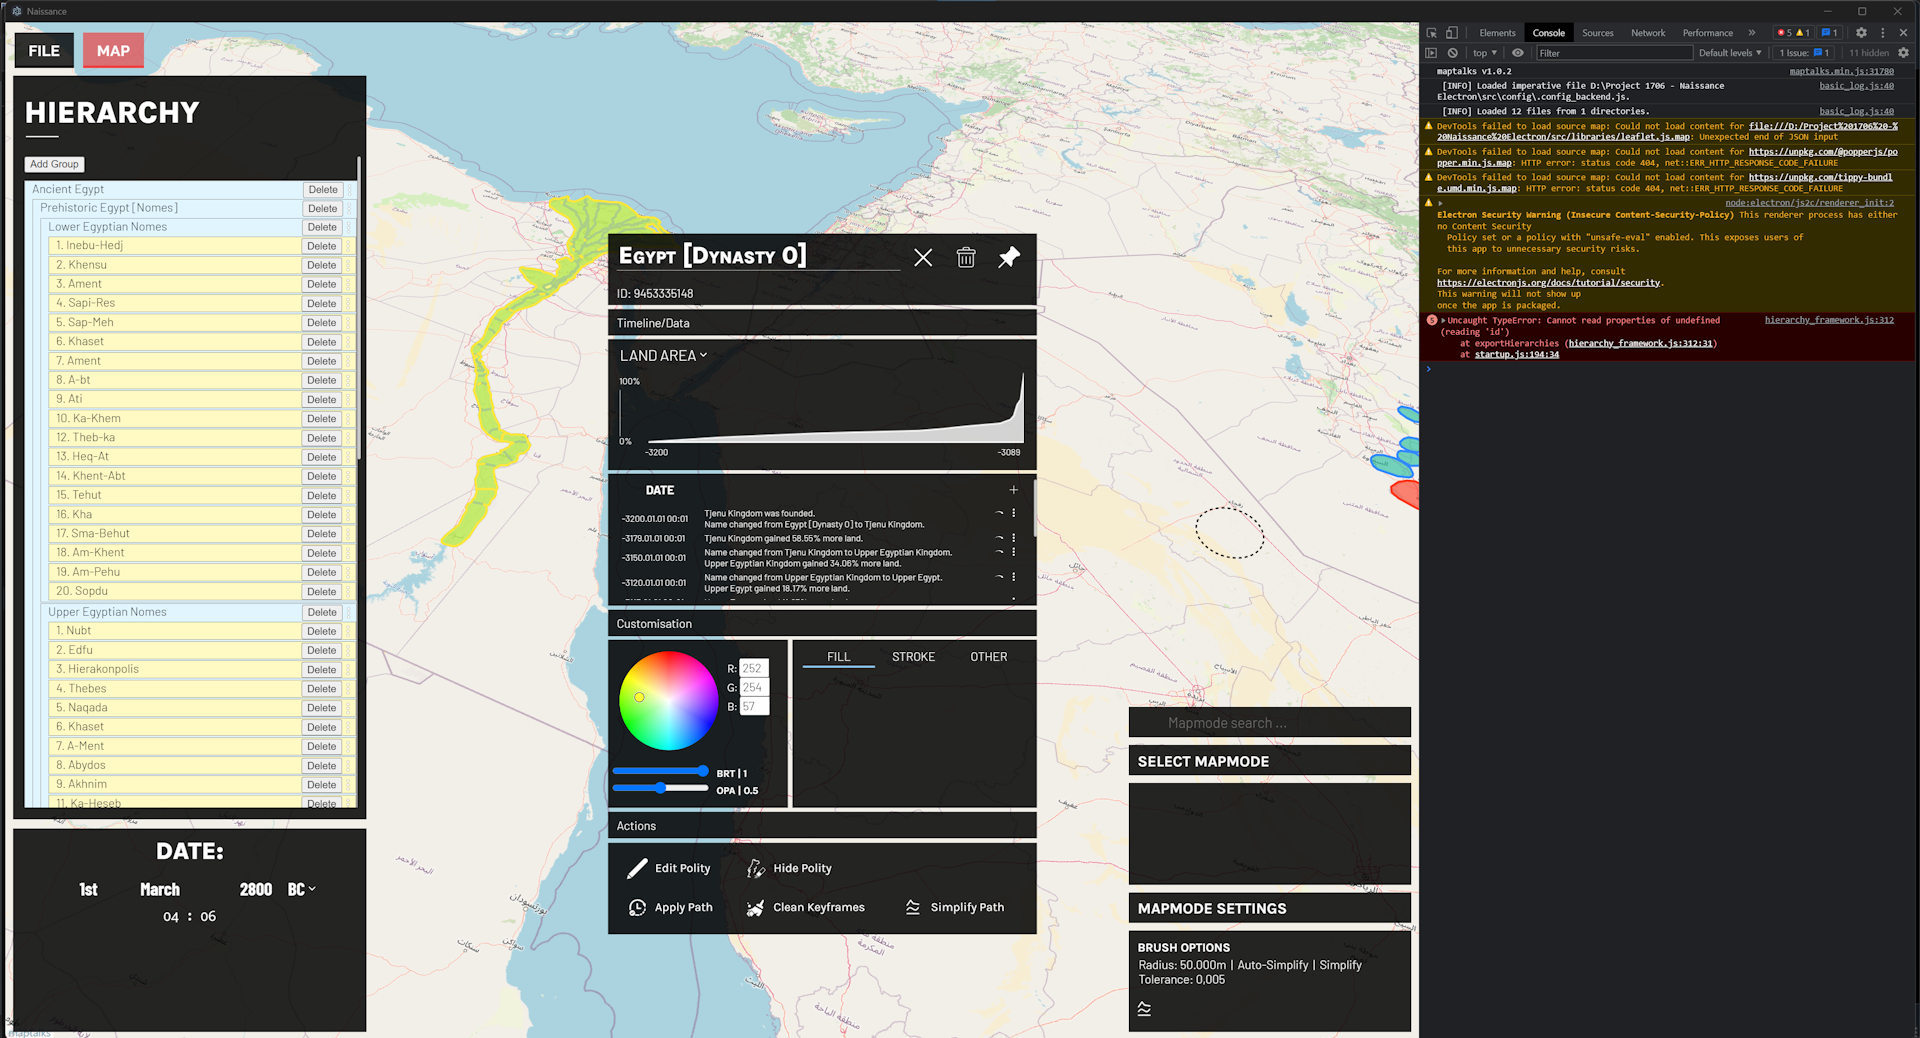 Naissance
FILE
MAP
HIERARCHY
Add Group
Ancient Egypt Delete
Prehistoric Egypt [Nomes] Delete
Lower Egyptian Nomes Delete
1. Inebu-Hedj Delete
2. Khensu Delete
3. Ament Delete
4. Sapi-Res Delete
5. Sap-Meh Delete
6. Khaset Delete
7. Ament Delete
8. A-bt Delete
9. Ati Delete
10. Ka-Khem Delete
12. Theb-ka Delete
13. Heq-At Delete
14. Khent-Abt Delete
15. Tehut Delete
16. Kha Delete
17. Sma-Behut Delete
18. Am-Khent Delete
19. Am-Pehu Delete
20. Sopdu Delete
Upper Egyptian Nomes Delete
1. Nubt Delete
2. Edfu Delete
3. Hierakonpolis Delete
4. Thebes Delete
5. Naqada Delete
6. Khaset Delete
7. A-Ment Delete
8. Abydos Delete
9. Akhnim Delete
11. Ka-Heseb Delete
DATE:
1st March 2800 BC
04 : 06
maptalks
Egypt [Dynasty 0]
ID: 9453335148
Timeline/Data
LAND AREA
100%
0%
-3200 -3089
DATE +
-3200.01.01 00:01
Tjenu Kingdom was founded.
Name changed from Egypt [Dynasty 0] to Tjenu Kingdom.
-3179.01.01 00:01 Tjenu Kingdom gained 58.55% more land.
-3150.01.01 00:01
Name changed from Tjenu Kingdom to Upper Egyptian Kingdom.
Upper Egyptian Kingdom gained 34.06% more land.
-3120.01.01 00:01
Name changed from Upper Egyptian Kingdom to Upper Egypt.
Upper Egypt gained 18.17% more land.
Customisation
R: 252
G: 254
B: 57
BRT | 1
OPA | 0.5
FILL STROKE OTHER
Actions
Edit Polity Hide Polity
Apply Path Clean Keyframes Simplify Path
Mapmode search ...
SELECT MAPMODE
MAPMODE SETTINGS
BRUSH OPTIONS
Radius: 50.000m | Auto-Simplify | Simplify
Tolerance: 0,005
Elements Console Sources Network Performance » 5 1 1
top Filter Default levels 1 Issue: 1 11 hidden
maptalks v1.0.2 maptalks.min.js:31780
[INFO] Loaded imperative file D:\Project 1706 - Naissance basic_log.js:40
Electron\src\config\.config_backend.js.
[INFO] Loaded 12 files from 1 directories. basic_log.js:40
DevTools failed to load source map: Could not load content for file:///D:/Project%201706%20-%
20Naissance%20Electron/src/libraries/leaflet.js.map: Unexpected end of JSON input
DevTools failed to load source map: Could not load content for https://unpkg.com/@popperjs/po
pper.min.js.map: HTTP error: status code 404, net::ERR_HTTP_RESPONSE_CODE_FAILURE
DevTools failed to load source map: Could not load content for https://unpkg.com/tippy-bundl
e.umd.min.js.map: HTTP error: status code 404, net::ERR_HTTP_RESPONSE_CODE_FAILURE
node:electron/js2c/renderer_init:2
Electron Security Warning (Insecure Content-Security-Policy) This renderer process has either
no Content Security
Policy set or a policy with "unsafe-eval" enabled. This exposes users of
this app to unnecessary security risks.
For more information and help, consult
https://electronjs.org/docs/tutorial/security.
This warning will not show up
once the app is packaged.
5 Uncaught TypeError: Cannot read properties of undefined hierarchy_framework.js:312
(reading 'id')
at exportHierarchies (hierarchy_framework.js:312:31)
at startup.js:194:34